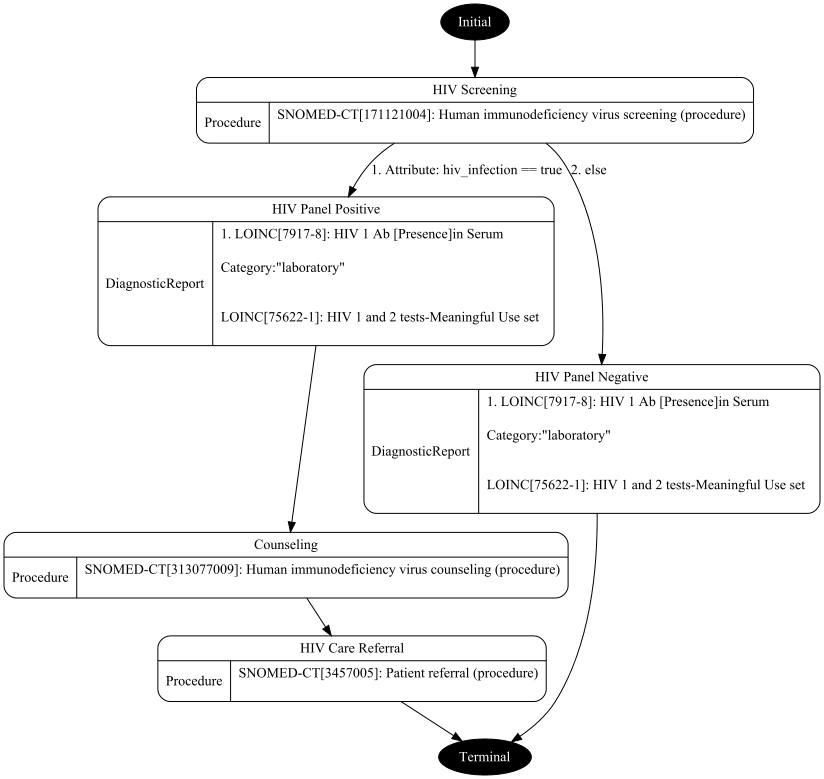 Initial
HIV Screening
Procedure
SNOMED-CT[171121004]: Human immunodeficiency virus screening (procedure)
1. Attribute: hiv_infection == true
2. else
HIV Panel Positive
DiagnosticReport
1. LOINC[7917-8]: HIV 1 Ab [Presence]in Serum
Category:"laboratory"
LOINC[75622-1]: HIV 1 and 2 tests-Meaningful Use set
HIV Panel Negative
DiagnosticReport
1. LOINC[7917-8]: HIV 1 Ab [Presence]in Serum
Category:"laboratory"
LOINC[75622-1]: HIV 1 and 2 tests-Meaningful Use set
Counseling
Procedure
SNOMED-CT[313077009]: Human immunodeficiency virus counseling (procedure)
HIV Care Referral
Procedure
SNOMED-CT[3457005]: Patient referral (procedure)
Terminal